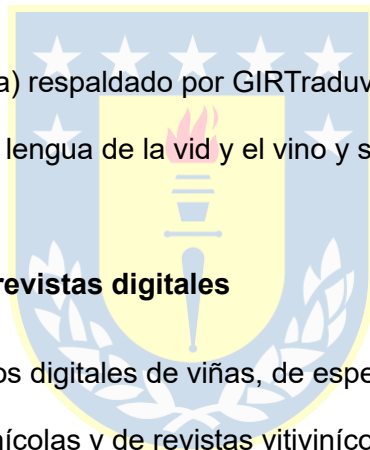 a) respaldado por GIRTraduv
lengua de la vid y el vino y s
revistas digitales
os digitales de viñas, de espe
nícolas y de revistas vitiviníco